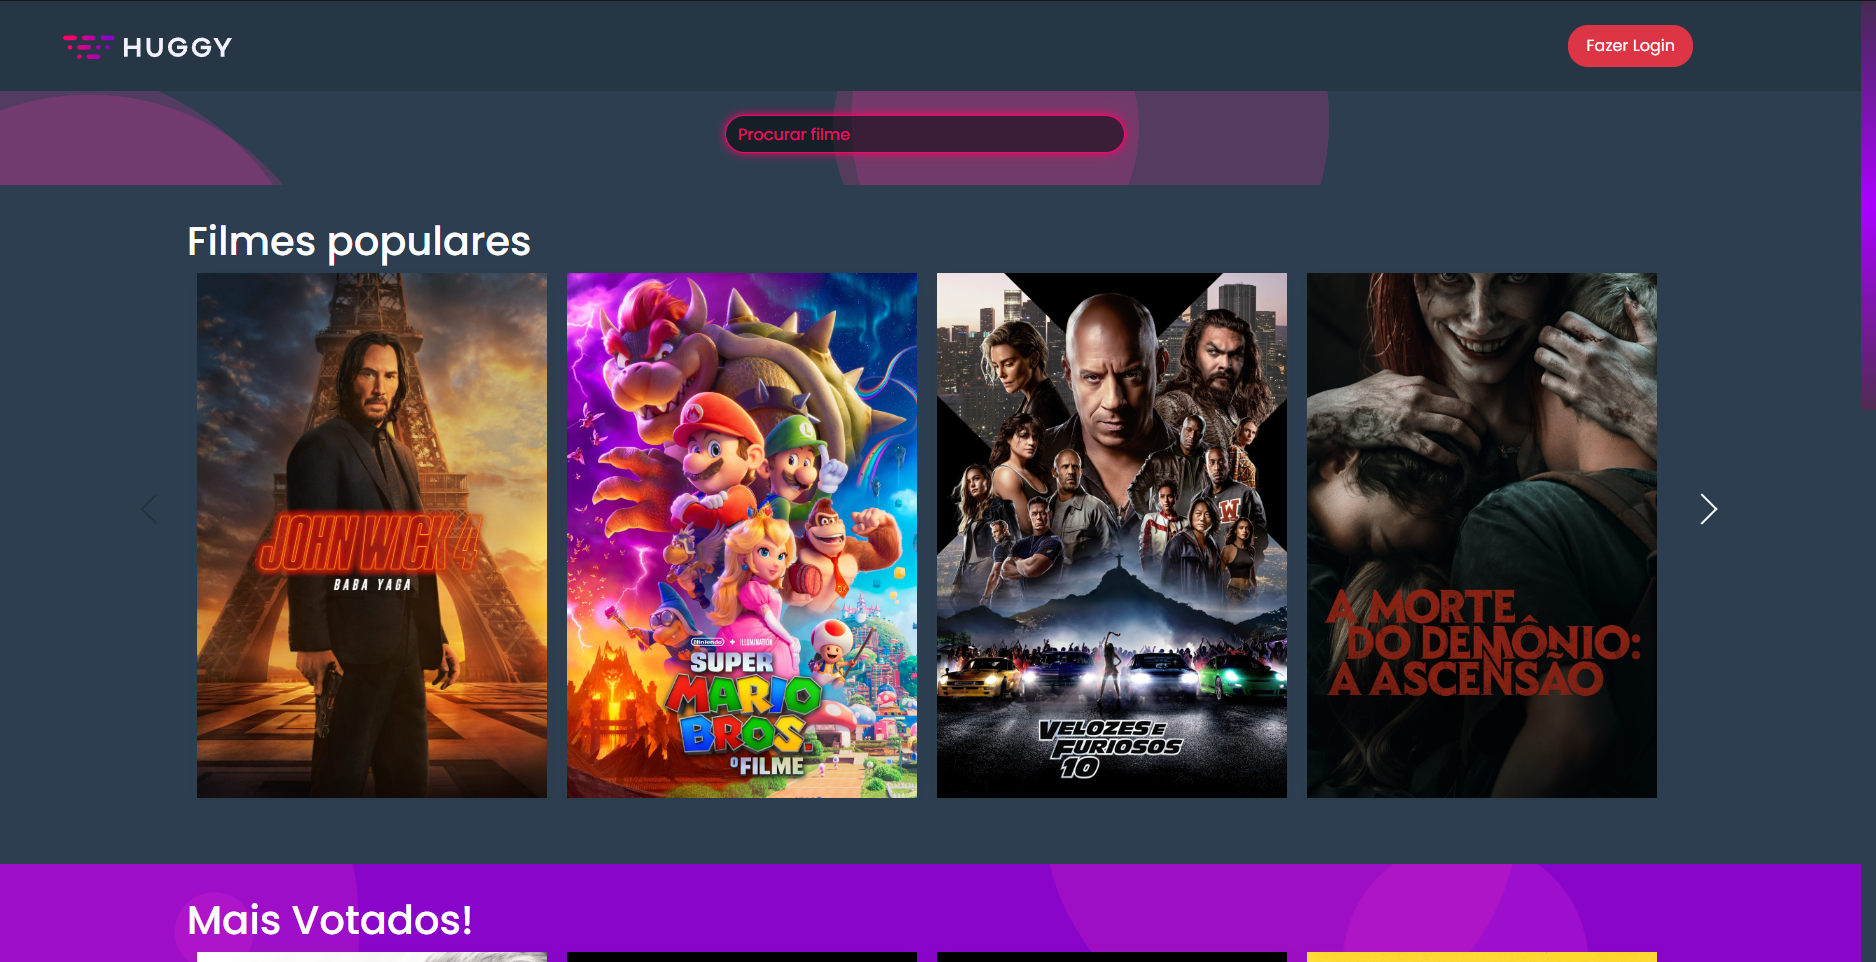 HUGGY
Fazer Login
Procurar filme
Filmes populares
JOHN WICK 4
BABA YAGA
Nintendo + ILLUMINATION
SUPER
MARIO
BROS.
O FILME
W
L
VELOZES E
FURIOSOS
10
A MORTE
DO DEMÔNIO:
A ASCENSÃO
Mais Votados!